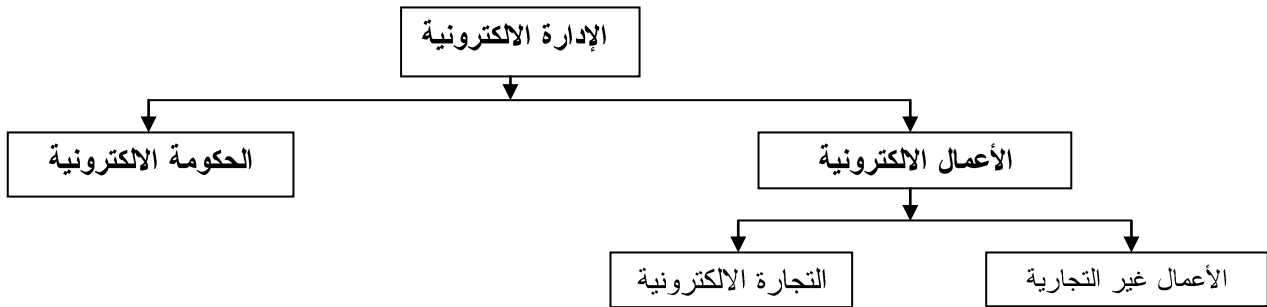 الإدارة الالكترونية
الأعمال الالكترونية
الحكومة الالكترونية
الأعمال غير التجارية
التجارة الالكترونية